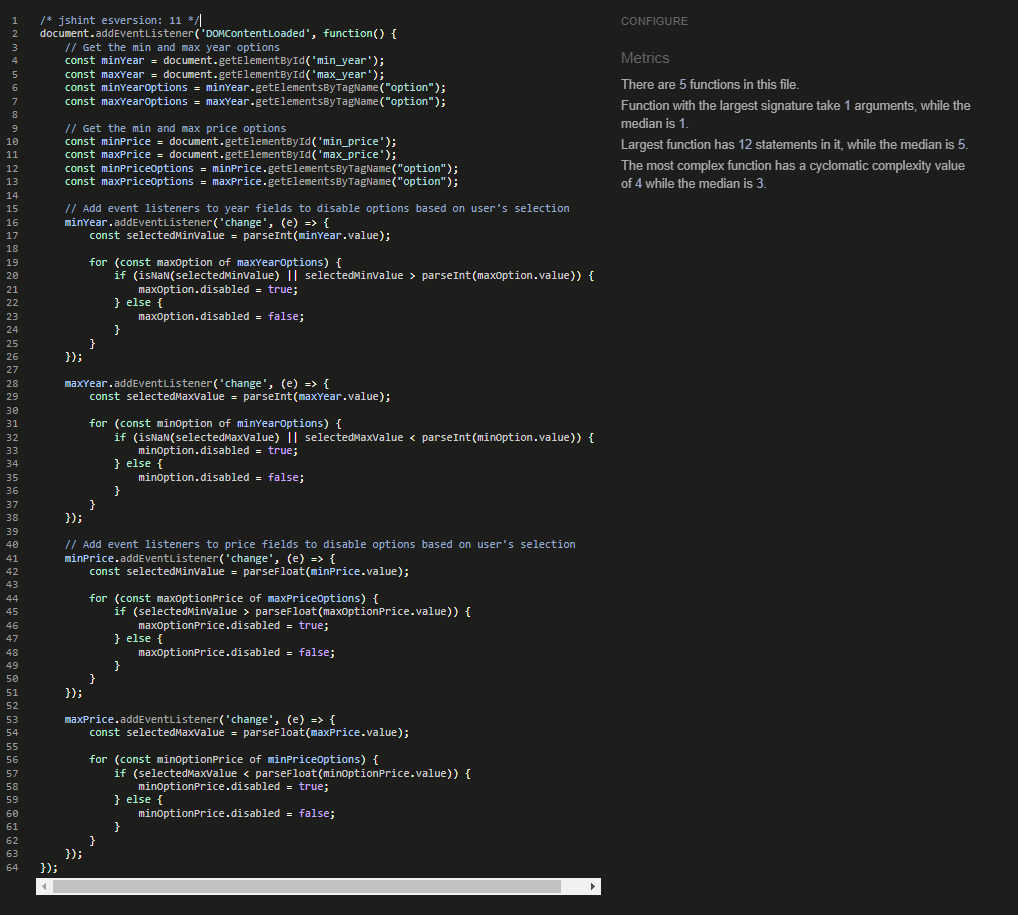 1 /* jshint esversion: 11 */
2 document.addEventListener('DOMContentLoaded', function() {
3     // Get the min and max year options
4     const minYear = document.getElementById('min_year');
5     const maxYear = document.getElementById('max_year');
6     const minYearOptions = minYear.getElementsByTagName("option");
7     const maxYearOptions = maxYear.getElementsByTagName("option");
8
9     // Get the min and max price options
10     const minPrice = document.getElementById('min_price');
11     const maxPrice = document.getElementById('max_price');
12     const minPriceOptions = minPrice.getElementsByTagName("option");
13     const maxPriceOptions = maxPrice.getElementsByTagName("option");
14
15     // Add event listeners to year fields to disable options based on user's selection
16     minYear.addEventListener('change', (e) => {
17         const selectedMinValue = parseInt(minYear.value);
18
19         for (const maxOption of maxYearOptions) {
20             if (isNaN(selectedMinValue) || selectedMinValue > parseInt(maxOption.value)) {
21                 maxOption.disabled = true;
22             } else {
23                 maxOption.disabled = false;
24             }
25         }
26     });
27
28     maxYear.addEventListener('change', (e) => {
29         const selectedMaxValue = parseInt(maxYear.value);
30
31         for (const minOption of minYearOptions) {
32             if (isNaN(selectedMaxValue) || selectedMaxValue < parseInt(minOption.value)) {
33                 minOption.disabled = true;
34             } else {
35                 minOption.disabled = false;
36             }
37         }
38     });
39
40     // Add event listeners to price fields to disable options based on user's selection
41     minPrice.addEventListener('change', (e) => {
42         const selectedMinValue = parseFloat(minPrice.value);
43
44         for (const maxOptionPrice of maxPriceOptions) {
45             if (selectedMinValue > parseFloat(maxOptionPrice.value)) {
46                 maxOptionPrice.disabled = true;
47             } else {
48                 maxOptionPrice.disabled = false;
49             }
50         }
51     });
52
53     maxPrice.addEventListener('change', (e) => {
54         const selectedMaxValue = parseFloat(maxPrice.value);
55
56         for (const minOptionPrice of minPriceOptions) {
57             if (selectedMaxValue < parseFloat(minOptionPrice.value)) {
58                 minOptionPrice.disabled = true;
59             } else {
60                 minOptionPrice.disabled = false;
61             }
62         }
63     });
64 });
CONFIGURE
Metrics
There are 5 functions in this file.
Function with the largest signature take 1 arguments, while the
median is 1.
Largest function has 12 statements in it, while the median is 5.
The most complex function has a cyclomatic complexity value
of 4 while the median is 3.